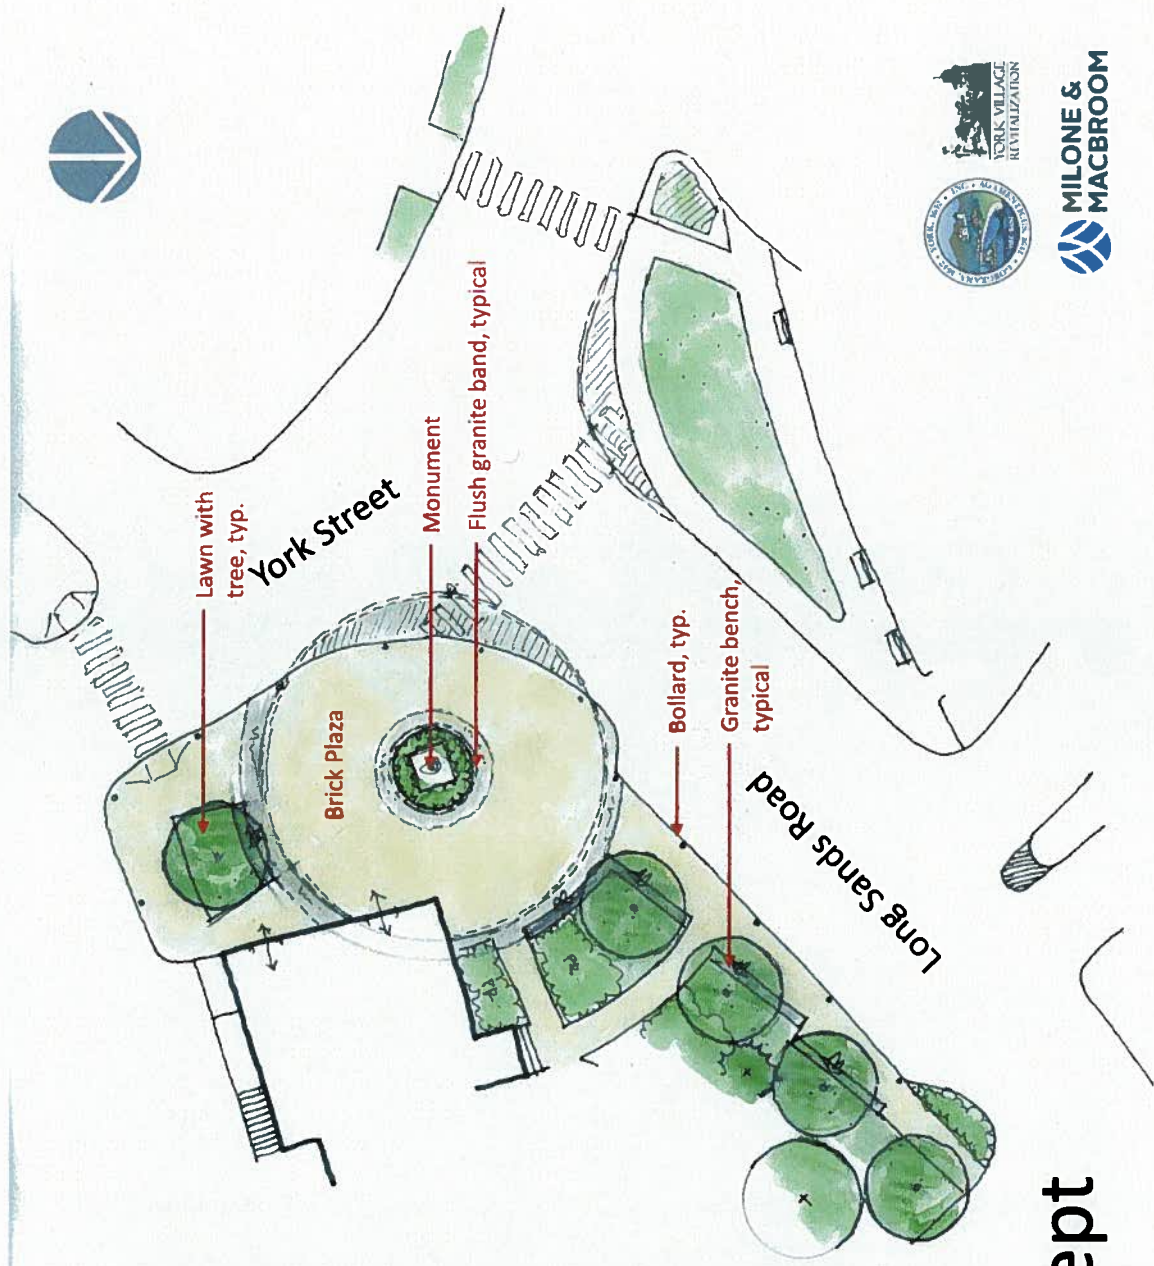 Lawn with
tree, typ.
York Street
Brick Plaza
Monument
Flush granite band, typical
Bollard, typ.
Granite bench,
typical
Long Sands Road
YORK VILLAGE
REVITALIZATION
MILONE &
MACBROOM
ept